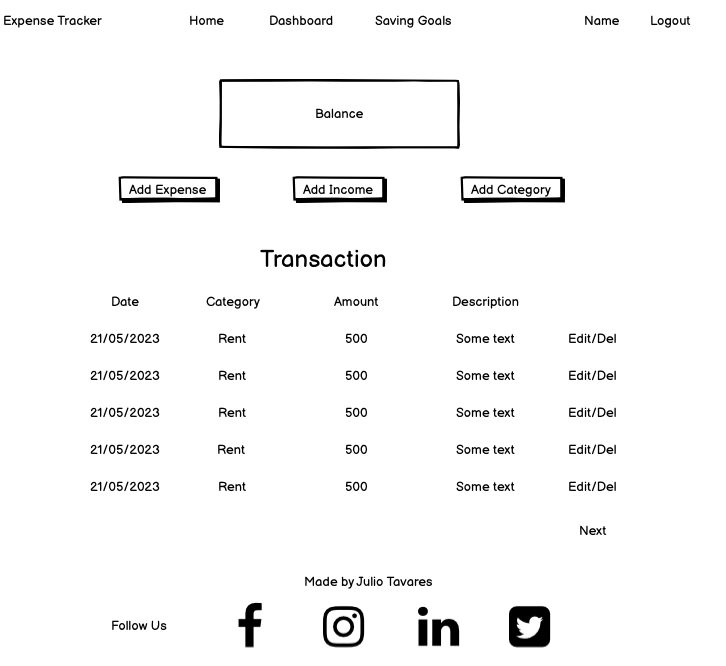 Expense Tracker Home Dashboard Saving Goals Name Logout
Balance
Add Expense Add Income Add Category
Transaction
Date Category Amount Description
21/05/2023 Rent 500 Some text Edit/Del
21/05/2023 Rent 500 Some text Edit/Del
21/05/2023 Rent 500 Some text Edit/Del
21/05/2023 Rent 500 Some text Edit/Del
21/05/2023 Rent 500 Some text Edit/Del
Next
Made by Julio Tavares
Follow Us